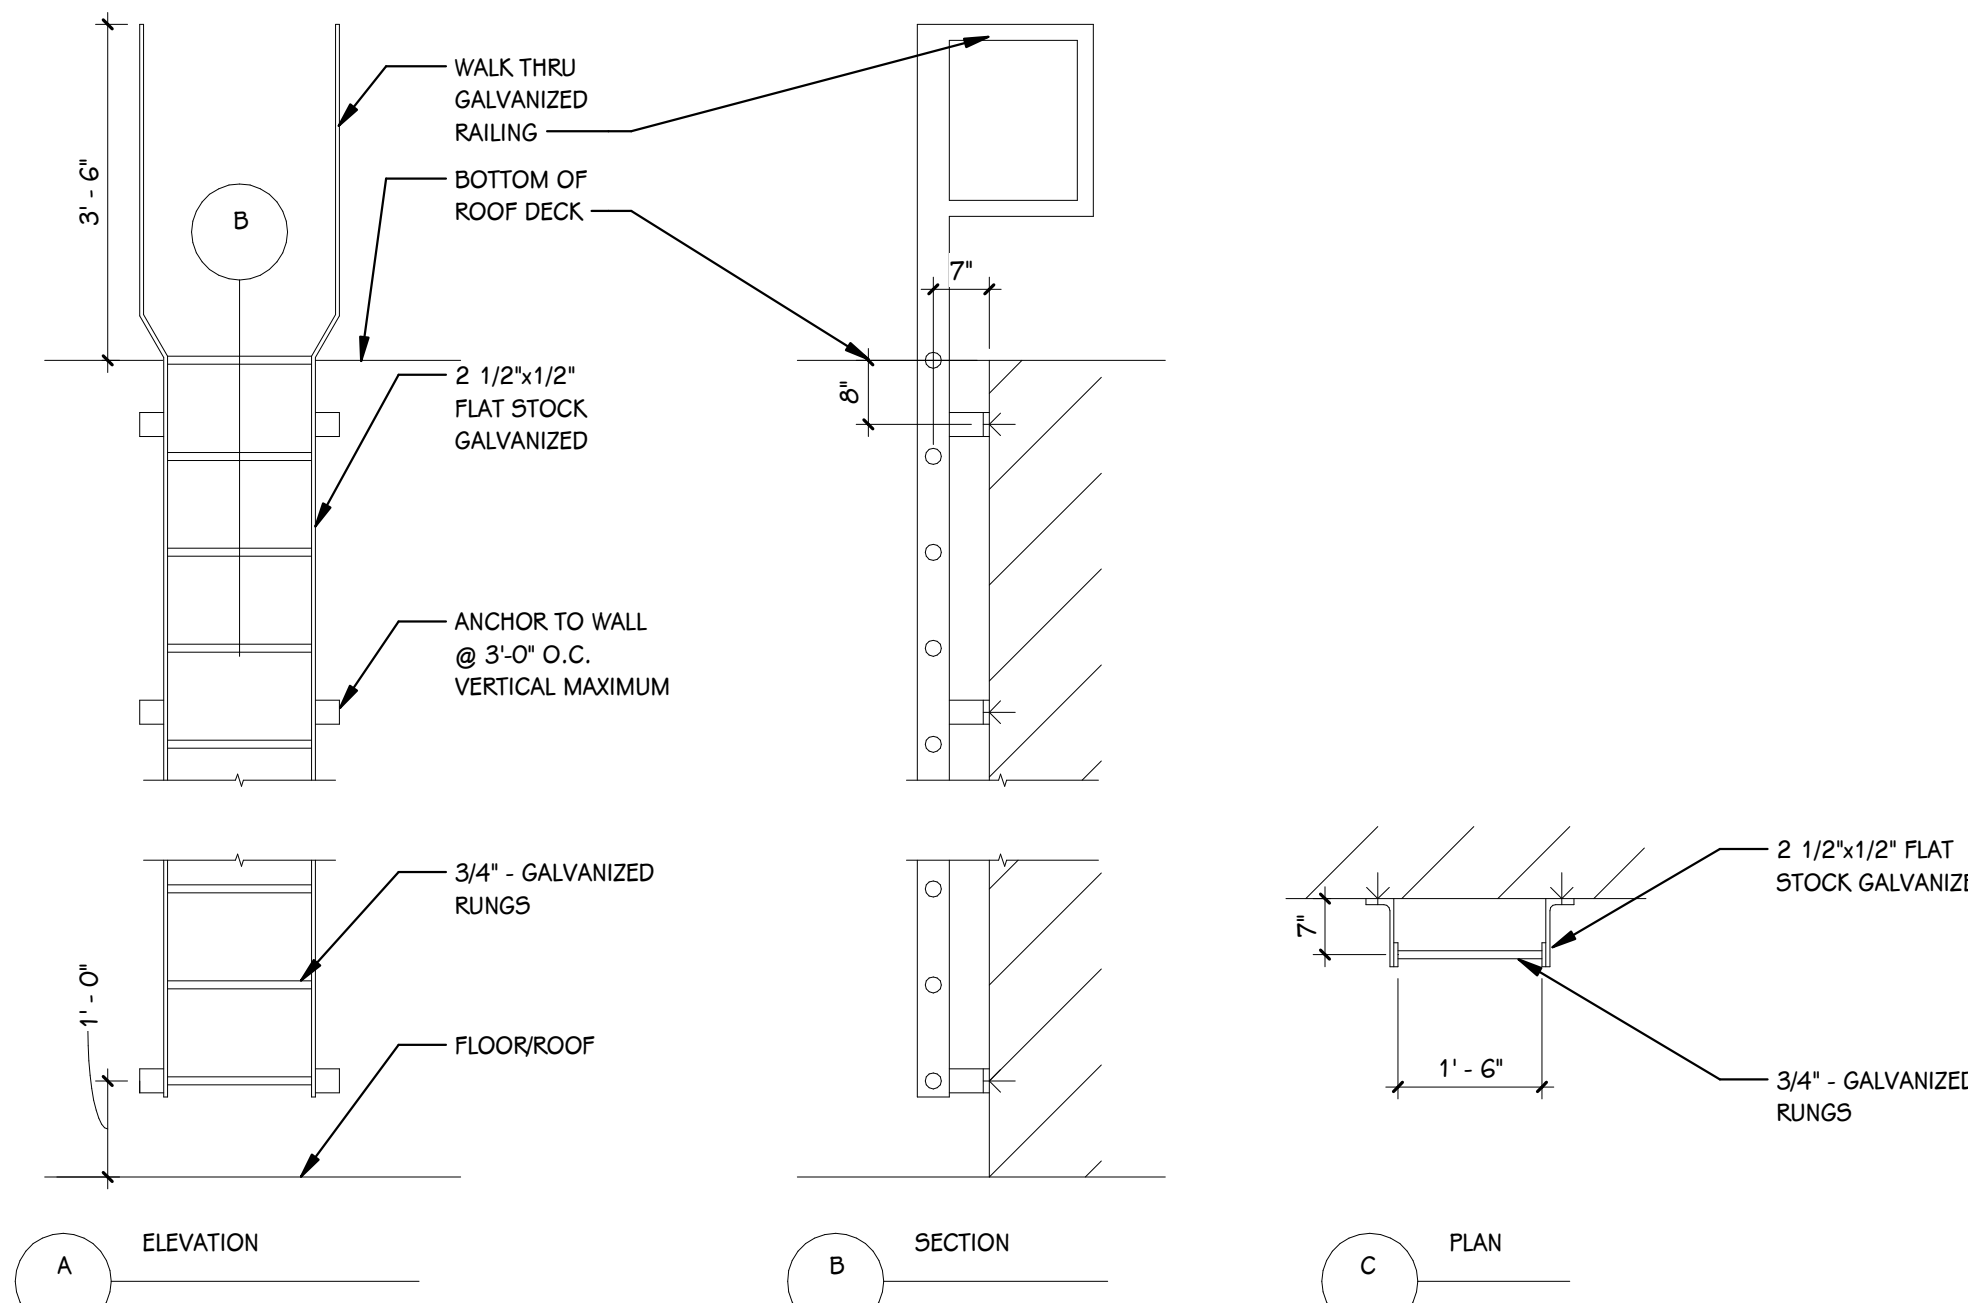 3' - 6"
WALK THRU
GALVANIZED
RAILING
BOTTOM OF
ROOF DECK
B
2 1/2"x1/2"
FLAT STOCK
GALVANIZED
ANCHOR TO WALL
@ 3'-0" O.C.
VERTICAL MAXIMUM
3/4" - GALVANIZED
RUNGS
1' - 0"
FLOOR/ROOF
A
ELEVATION
7"
8"
B
SECTION
2 1/2"x1/2" FLAT
STOCK GALVANIZE
7"
1' - 6"
3/4" - GALVANIZED
RUNGS
C
PLAN